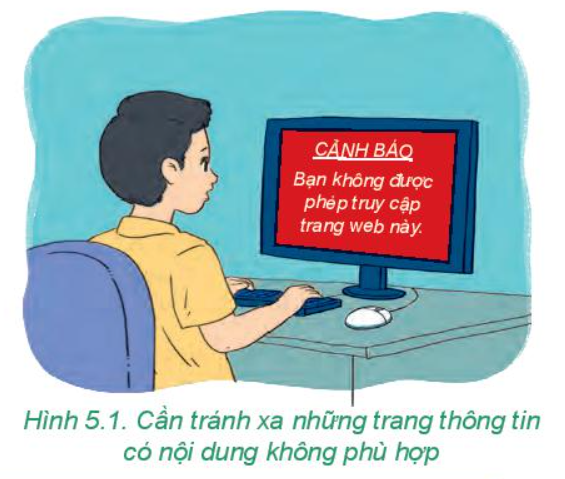 CẢNH BÁO
Bạn không được
phép truy cập
trang web này.
Hình 5.1. Cần tránh xa những trang thông tin
có nội dung không phù hợp